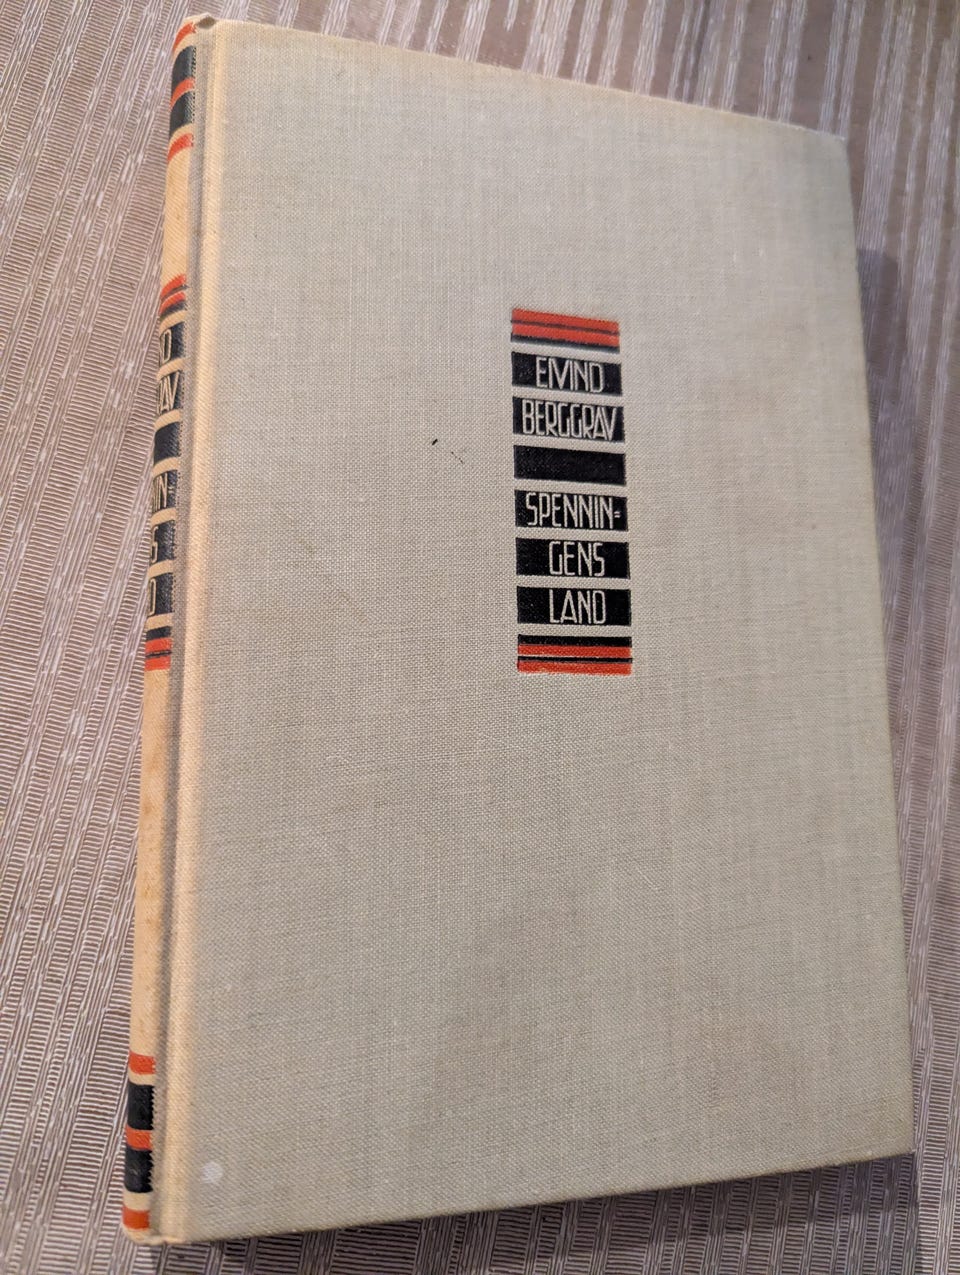 EIVIND
BERGGRAV
SPENNIN=
GENS
LAND